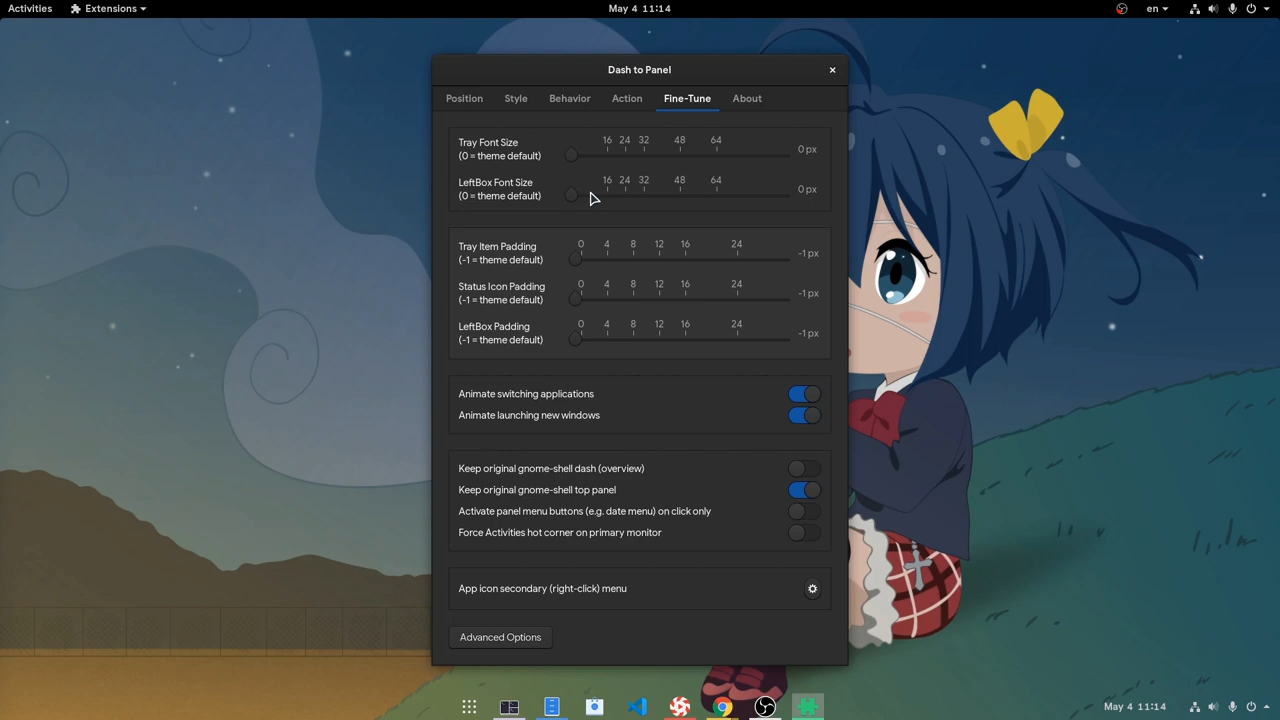 Activities
Extensions
May 4 11:14
en
Dash to Panel
Position Style Behavior Action Fine-Tune About
Tray Font Size
(0 = theme default)
16 24 32 48 64
0 px
LeftBox Font Size
(0 = theme default)
16 24 32 48 64
0 px
Tray Item Padding
(-1 = theme default)
0 4 8 12 16 24
-1 px
Status Icon Padding
(-1 = theme default)
0 4 8 12 16 24
-1 px
LeftBox Padding
(-1 = theme default)
0 4 8 12 16 24
-1 px
Animate switching applications
Animate launching new windows
Keep original gnome-shell dash (overview)
Keep original gnome-shell top panel
Activate panel menu buttons (e.g. date menu) on click only
Force Activities hot corner on primary monitor
App icon secondary (right-click) menu
Advanced Options
May 4 11:14